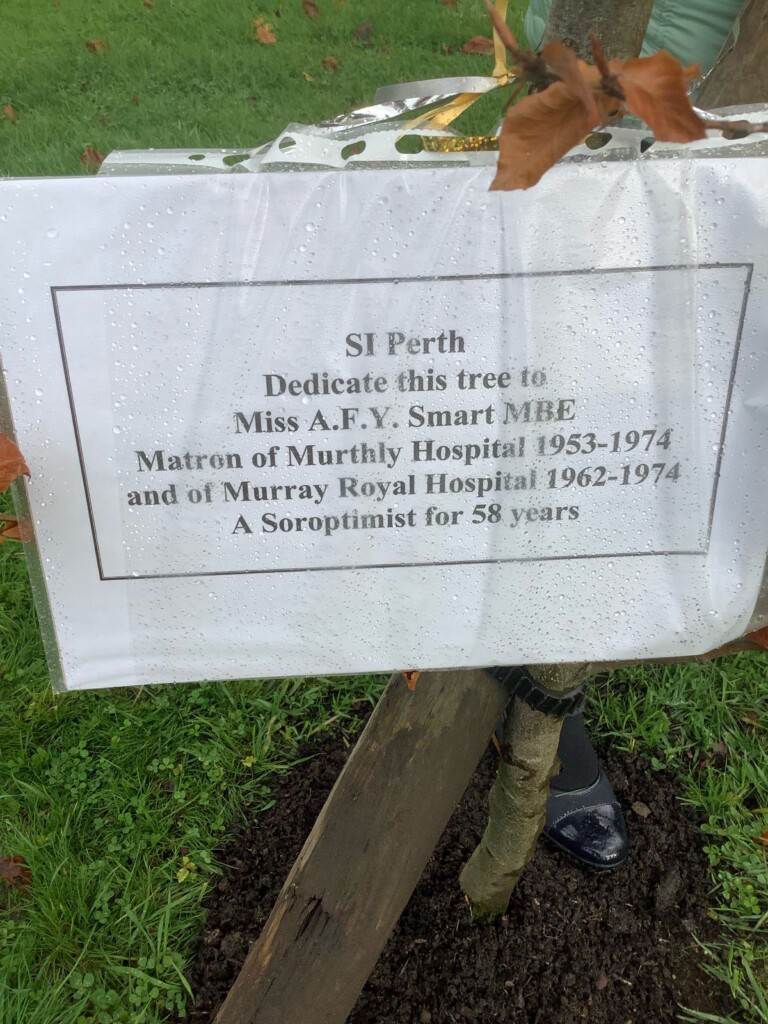 SI Perth
Dedicate this tree to
Miss A.F.Y. Smart MBE
Matron of Murthly Hospital 1953-1974
and of Murray Royal Hospital 1962-1974
A Soroptimist for 58 years